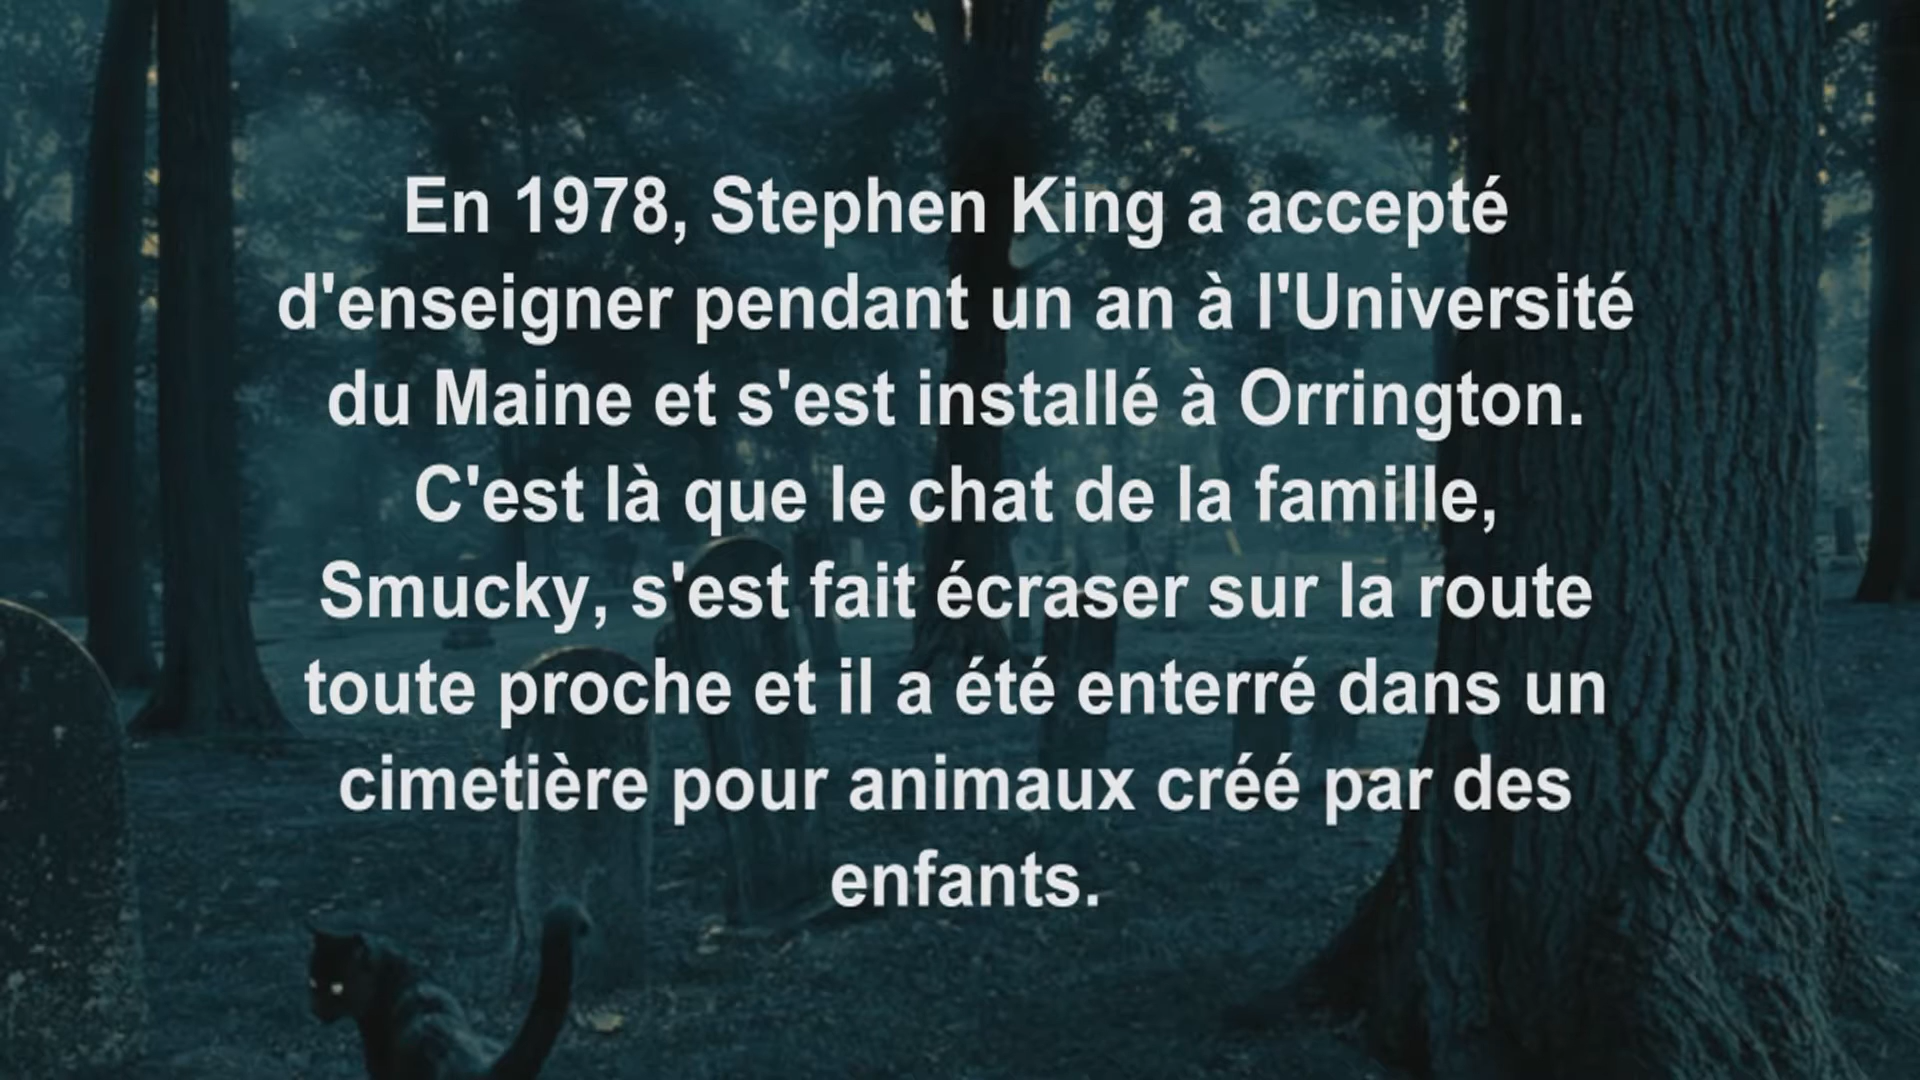 En 1978, Stephen King a accepté
d'enseigner pendant un an à l'Université
du Maine et s'est installé à Orrington.
C'est là que le chat de la famille,
Smucky, s'est fait écraser sur la route
toute proche et il a été enterré dans un
cimetière pour animaux créé par des
enfants.